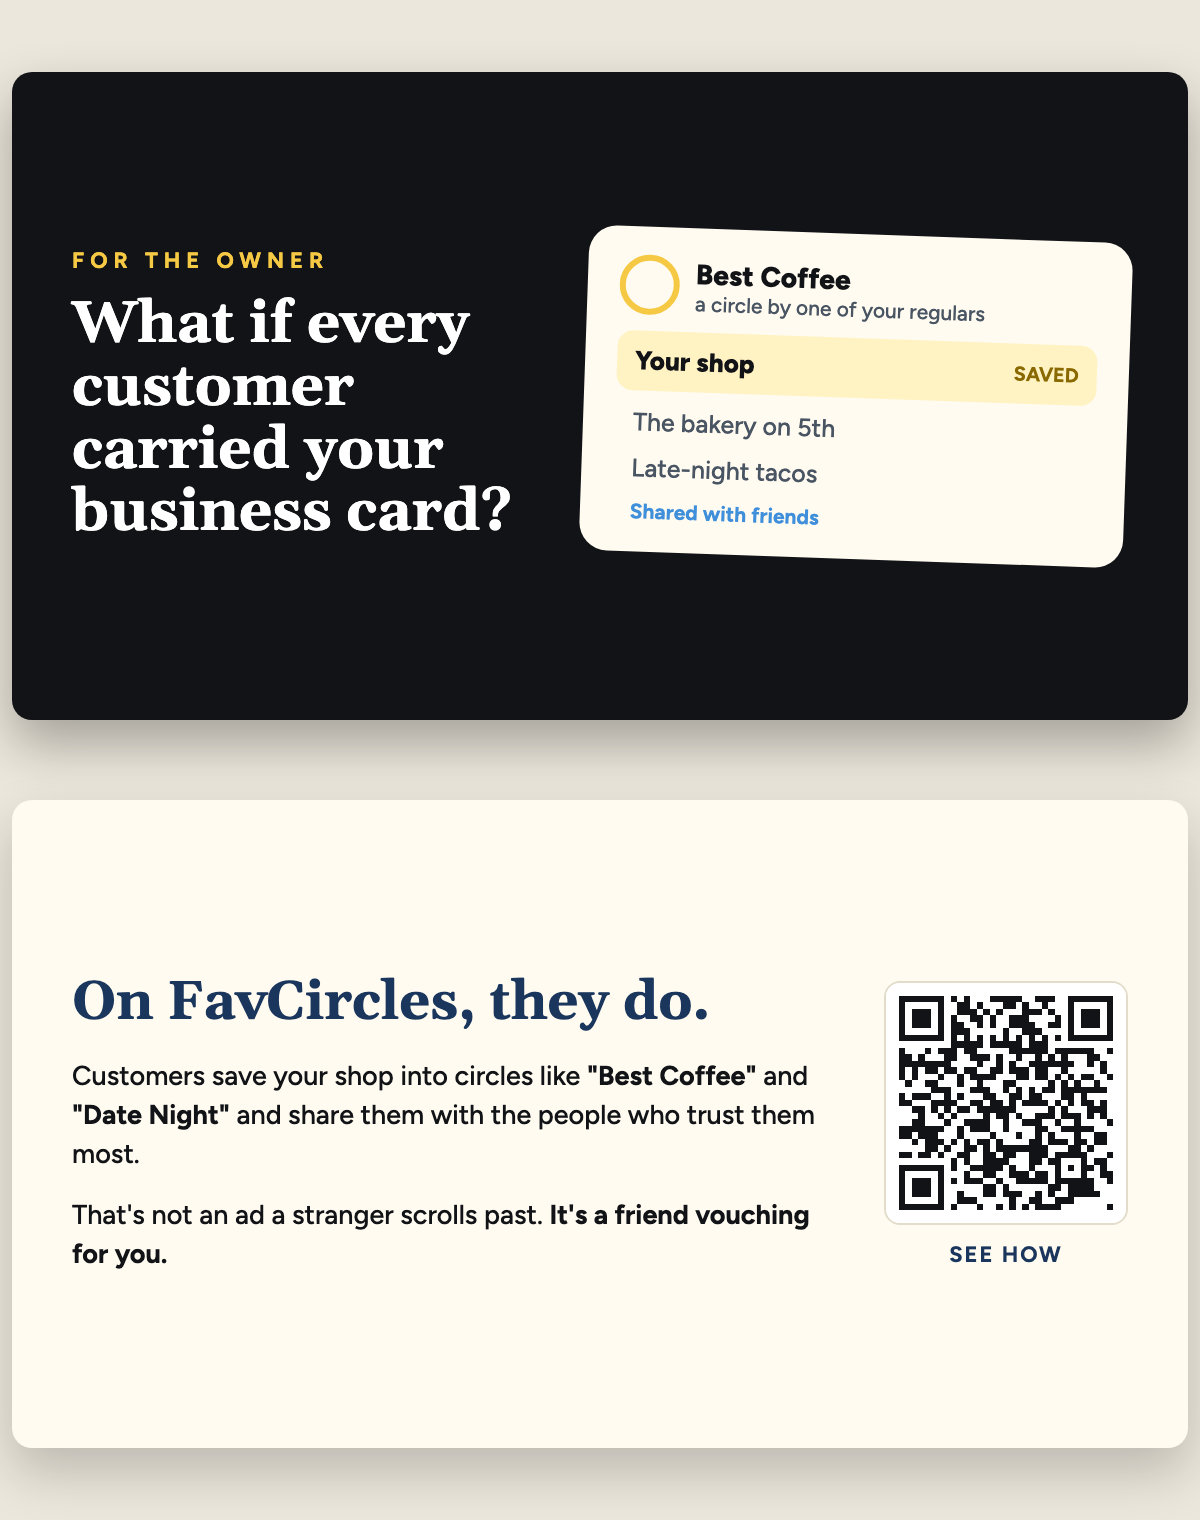 FOR THE OWNER
What if every
customer
carried your
business card?
Best Coffee
a circle by one of your regulars
Your shop
SAVED
The bakery on 5th
Late-night tacos
Shared with friends
On FavCircles, they do.
Customers save your shop into circles like "Best Coffee" and
"Date Night" and share them with the people who trust them
most.
That's not an ad a stranger scrolls past. It's a friend vouching
for you.
SEE HOW